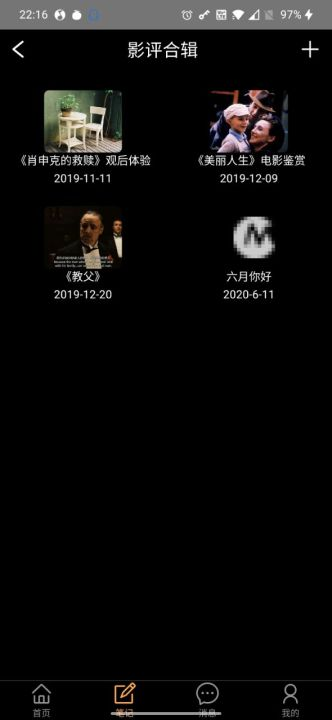 22:16
97%
影评合辑
《肖申克的救赎》观后体验
2019-11-11
《美丽人生》电影鉴赏
2019-12-09
《教父》
2019-12-20
六月你好
2020-6-11
首页
笔记
消息
我的